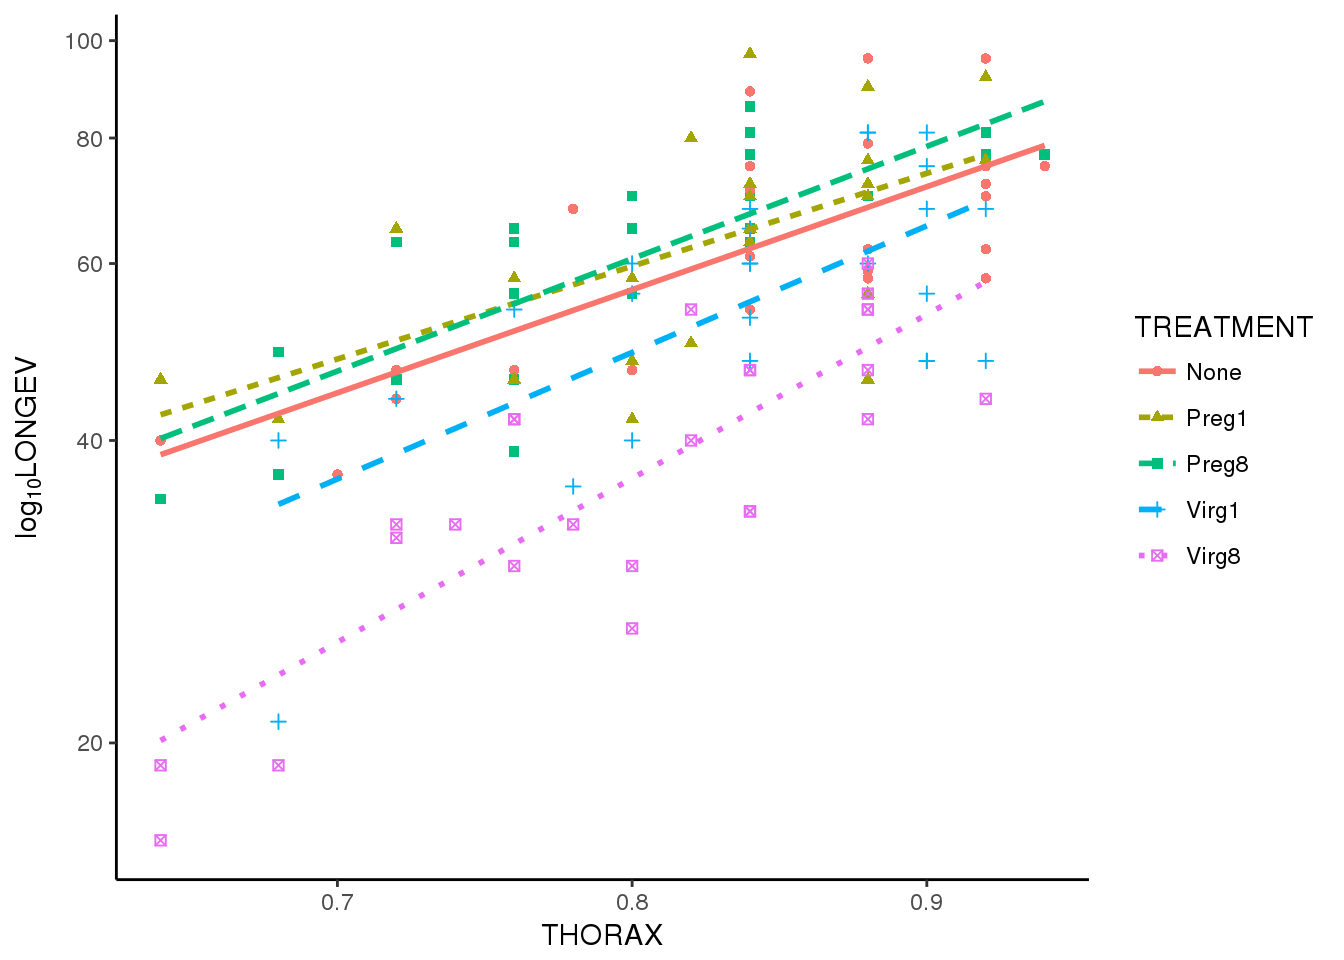 100
80
60
40
20
log₁₀LONGEV
0.7
0.8
0.9
THORAX
TREATMENT
None
Preg1
Preg8
Virg1
Virg8